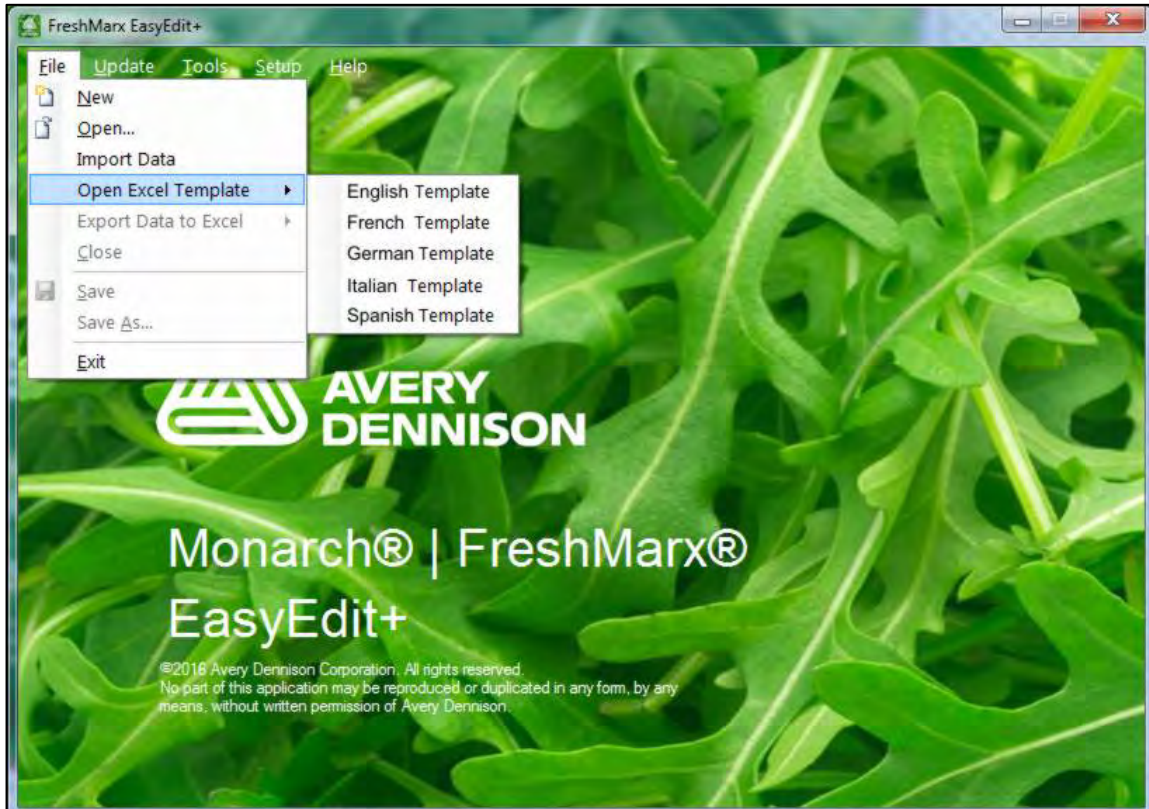 FreshMarx EasyEdit+
File Update Tools Setup Help
New
Open...
Import Data
Open Excel Template
Export Data to Excel
Close
Save
Save As...
Exit
English Template
French Template
German Template
Italian Template
Spanish Template
AVERY
DENNISON
Monarch® | FreshMarx®
EasyEdit+
©2016 Avery Dennison Corporation. All rights reserved.
No part of this application may be reproduced or duplicated in any form, by any
means, without written permission of Avery Dennison.